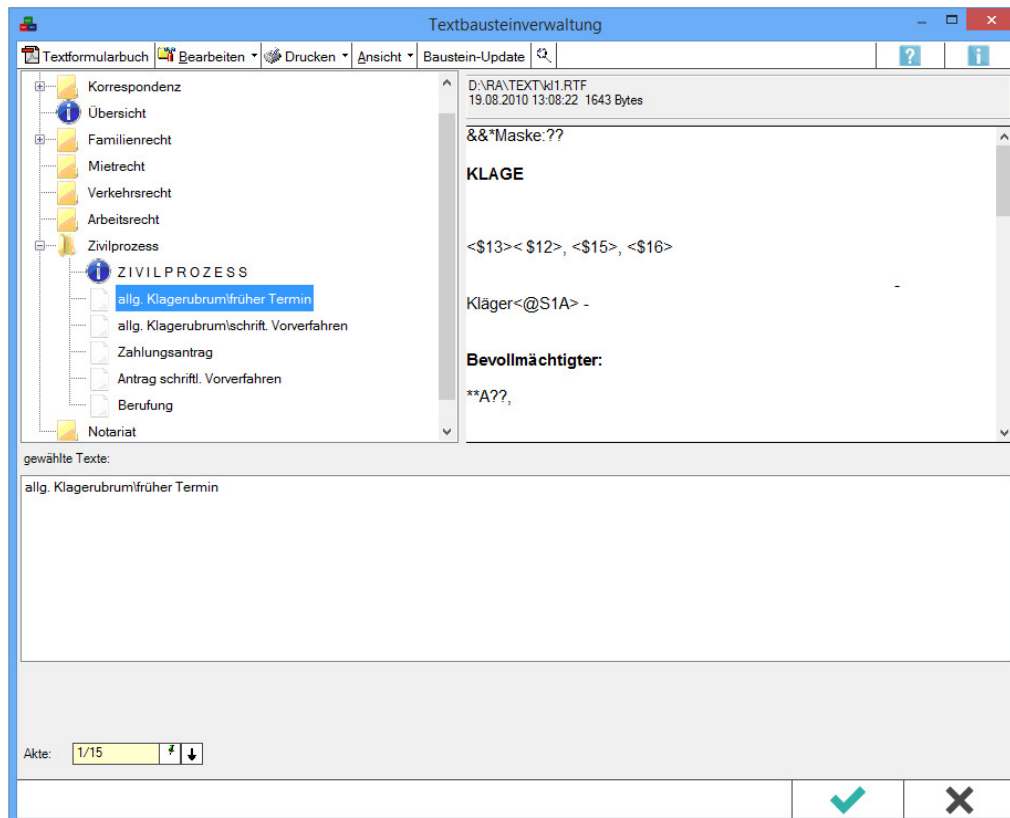 Textbausteinverwaltung
Textformularbuch Bearbeiten Drucken Ansicht Baustein-Update
Korrespondenz
Übersicht
Familienrecht
Mietrecht
Verkehrsrecht
Arbeitsrecht
Zivilprozess
Z I V I L P R O Z E S S
allg. Klagerubrum\früher Termin
allg. Klagerubrum\schrift. Vorverfahren
Zahlungsantrag
Antrag schriftl. Vorverfahren
Berufung
Notariat
D:\RA\TEXT\kl1.RTF
19.08.2010 13:08:22 1643 Bytes
&&*Maske:??
KLAGE
<$13>< $12>, <$15>, <$16>
-
Kläger<@S1A> -
Bevollmächtigter:
**A??,
gewählte Texte:
allg. Klagerubrum\früher Termin
Akte: 1/15